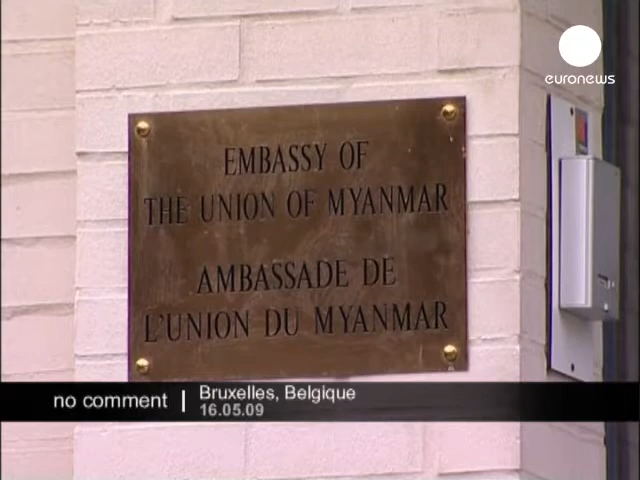 euronews
EMBASSY OF
THE UNION OF MYANMAR
AMBASSADE DE
L'UNION DU MYANMAR
no comment | Bruxelles, Belgique
16.05.09